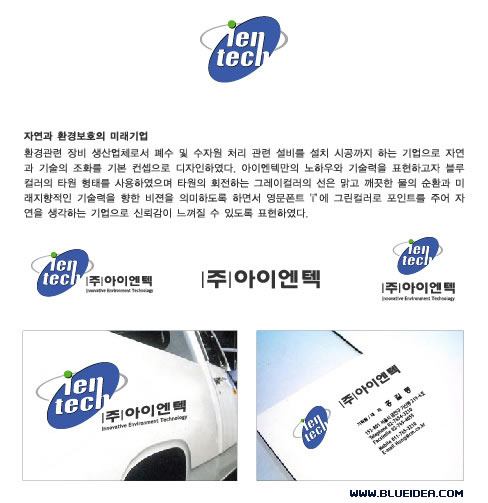 ien
tech
자연과 환경보호의 미래기업
환경관련 장비 생산업체로서 폐수 및 수자원 처리 관련 설비를 설치 시공까지 하는 기업으로 자연
과 기술의 조화를 기본 컨셉으로 디자인하였다. 아이엔텍만의 노하우와 기술력을 표현하고자 블루
컬러의 타원 형태를 사용하였으며 타원의 회전하는 그레이컬러의 선은 맑고 깨끗한 물의 순환과 미
래지향적인 기술력을 향한 비젼을 의미하도록 하면서 영문폰트 "i"에 그린컬러로 포인트를 주어 자
연을 생각하는 기업으로 신뢰감이 느껴질 수 있도록 표현하였다.
ien
tech
|주|아이엔텍
Innovative Environment Technology
|주|아이엔텍
ien
tech
|주|아이엔텍
Innovative Environment Technology
ien
tech
|주|아이엔텍
Innovative Environment Technology
ien
tech
|주|아이엔텍
홍 길 동
WWW.BLUEIDEA.COM